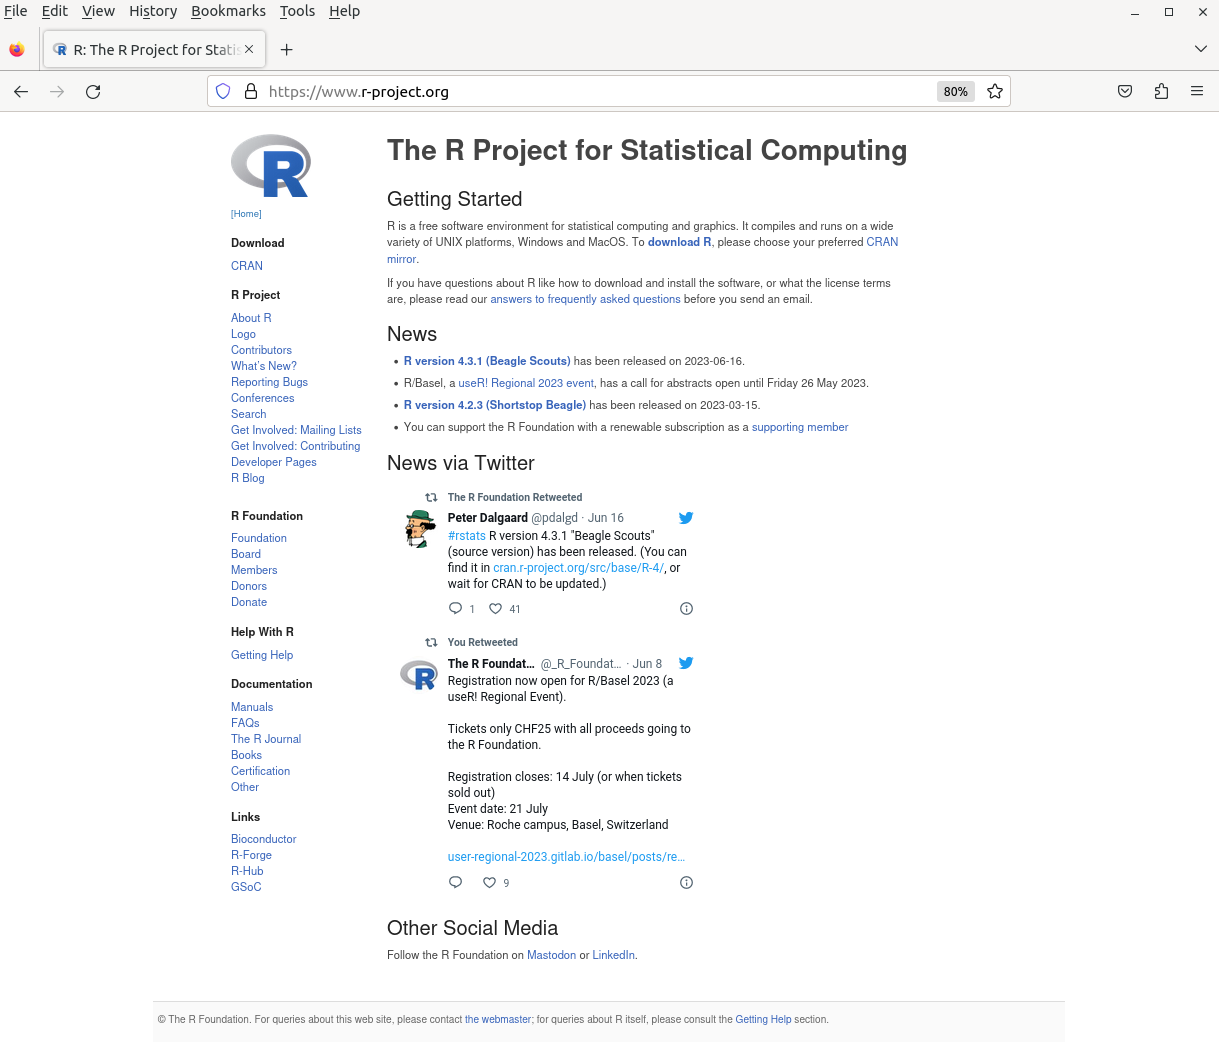 File Edit View History Bookmarks Tools Help
R: The R Project for Statis
https://www.r-project.org
80%
R
[Home]
Download
CRAN
R Project
About R
Logo
Contributors
What's New?
Reporting Bugs
Conferences
Search
Get Involved: Mailing Lists
Get Involved: Contributing
Developer Pages
R Blog
R Foundation
Foundation
Board
Members
Donors
Donate
Help With R
Getting Help
Documentation
Manuals
FAQs
The R Journal
Books
Certification
Other
Links
Bioconductor
R-Forge
R-Hub
GSoC
The R Project for Statistical Computing
Getting Started
R is a free software environment for statistical computing and graphics. It compiles and runs on a wide
variety of UNIX platforms, Windows and MacOS. To download R, please choose your preferred CRAN
mirror.
If you have questions about R like how to download and install the software, or what the license terms
are, please read our answers to frequently asked questions before you send an email.
News
• R version 4.3.1 (Beagle Scouts) has been released on 2023-06-16.
• R/Basel, a useR! Regional 2023 event, has a call for abstracts open until Friday 26 May 2023.
• R version 4.2.3 (Shortstop Beagle) has been released on 2023-03-15.
• You can support the R Foundation with a renewable subscription as a supporting member
News via Twitter
The R Foundation Retweeted
Peter Dalgaard @pdalgd · Jun 16
#rstats R version 4.3.1 "Beagle Scouts"
(source version) has been released. (You can
find it in cran.r-project.org/src/base/R-4/, or
wait for CRAN to be updated.)
1 41
You Retweeted
R
The R Foundat... @_R_Foundat... · Jun 8
Registration now open for R/Basel 2023 (a
useR! Regional Event).
Tickets only CHF25 with all proceeds going to
the R Foundation.
Registration closes: 14 July (or when tickets
sold out)
Event date: 21 July
Venue: Roche campus, Basel, Switzerland
user-regional-2023.gitlab.io/basel/posts/re...
9
Other Social Media
Follow the R Foundation on Mastodon or LinkedIn.
© The R Foundation. For queries about this web site, please contact the webmaster; for queries about R itself, please consult the Getting Help section.